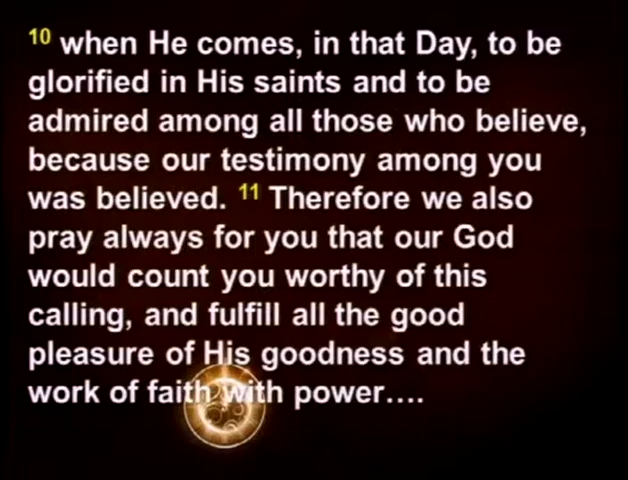 10 when He comes, in that Day, to be
glorified in His saints and to be
admired among all those who believe,
because our testimony among you
was believed. 11 Therefore we also
pray always for you that our God
would count you worthy of this
calling, and fulfill all the good
pleasure of His goodness and the
work of faith with power….